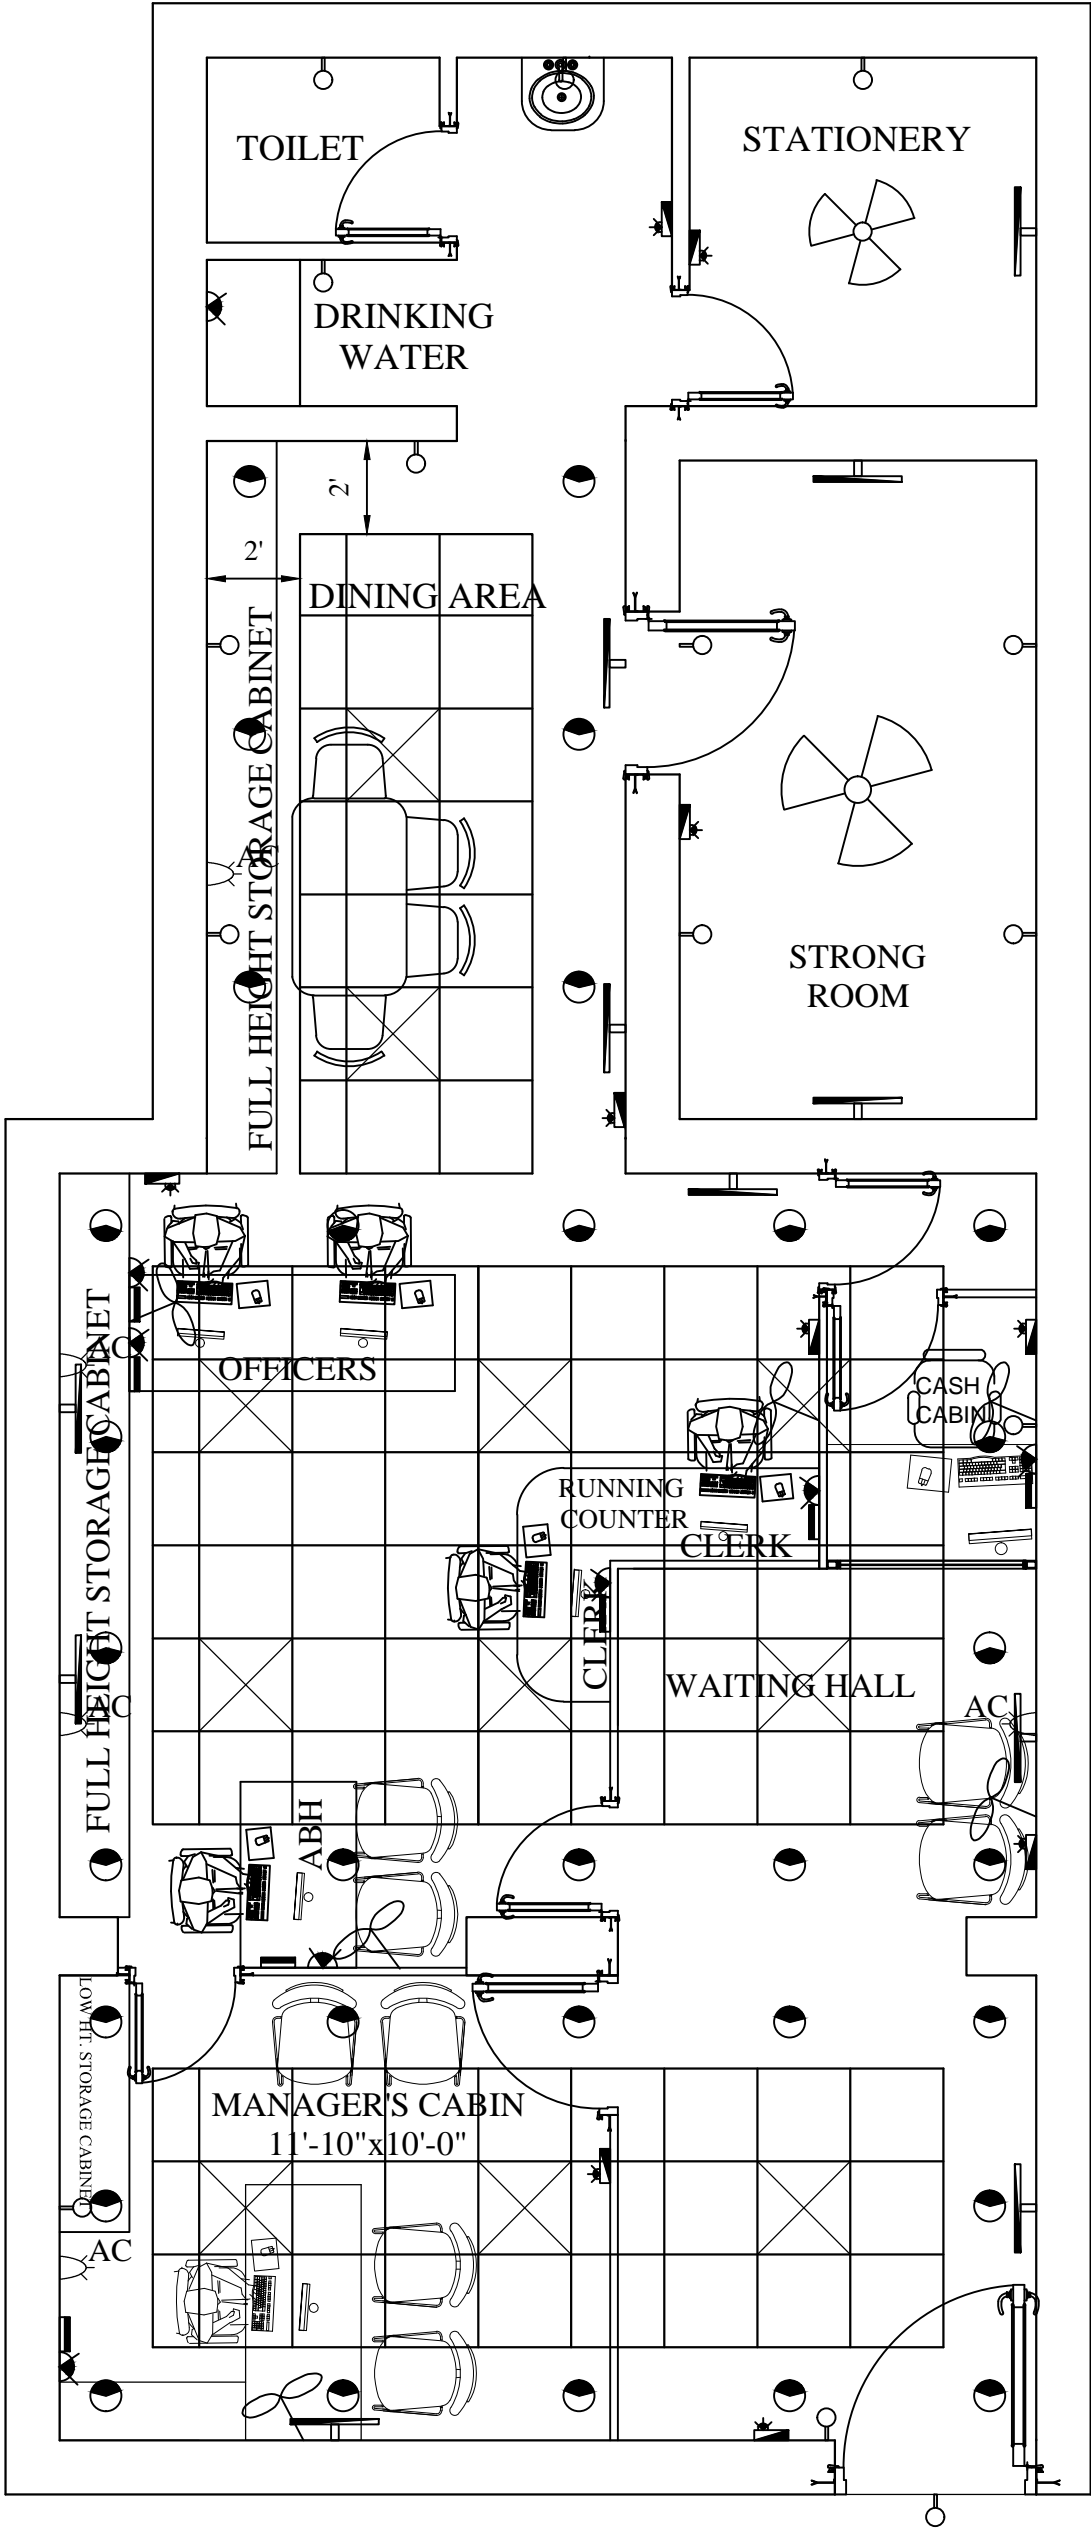 TOILET
STATIONERY
DRINKING
WATER
2'
2'
DINING AREA
FULL HEIGHT STORAGE CABINET
AC
STRONG
ROOM
OFFICERS
AC
FULL HEIGHT STORAGE CABINET
CASH
CABIN
RUNNING
COUNTER
CLERK
CLERK
WAITING HALL
AC
AC
ABH
LOW HT. STORAGE CABINET
MANAGER'S CABIN
11'-10"x10'-0"
AC